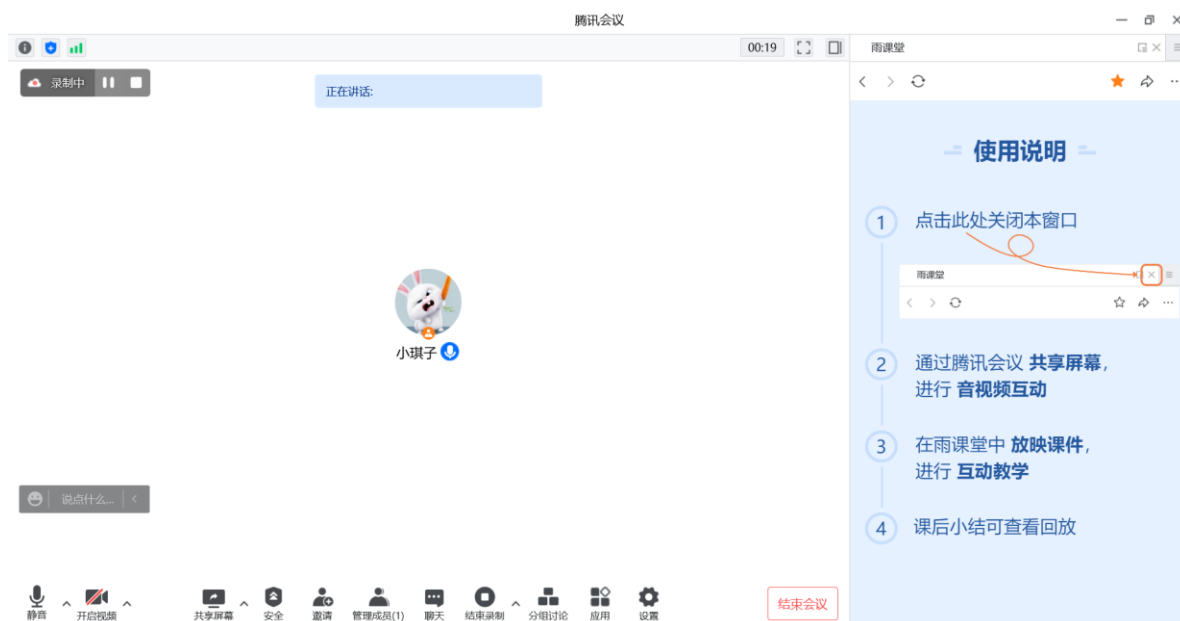 腾讯会议
00:19
雨课堂
录制中
正在讲话:
使用说明
1
点击此处关闭本窗口
雨课堂
小琪子
2
通过腾讯会议 共享屏幕,
进行 音视频互动
3
在雨课堂中 放映课件,
进行 互动教学
说点什么...
4
课后小结可查看回放
静音
开启视频
共享屏幕
安全
邀请
管理成员(1)
聊天
结束录制
分组讨论
应用
设置
结束会议